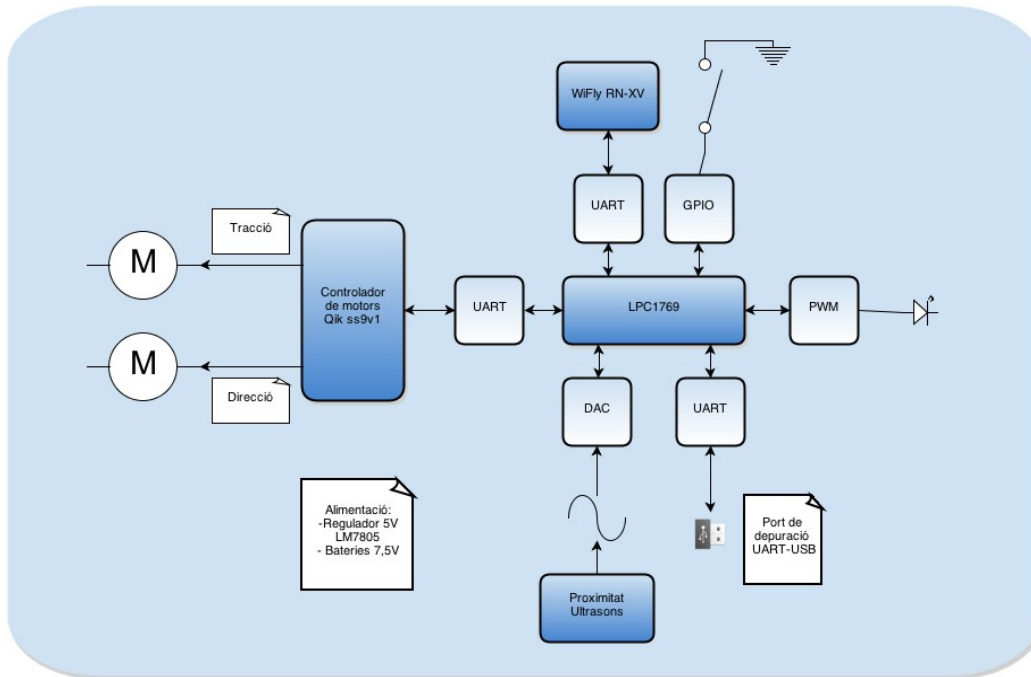 WiFly RN-XV
UART
GPIO
Tracció
M
Controlador
de motors
Qik ss9v1
UART
LPC1769
PWM
M
Direcció
DAC
UART
Alimentació:
-Regulador 5V
LM7805
- Bateries 7,5V
Port de
depuració
UART-USB
Proximitat
Ultrasons